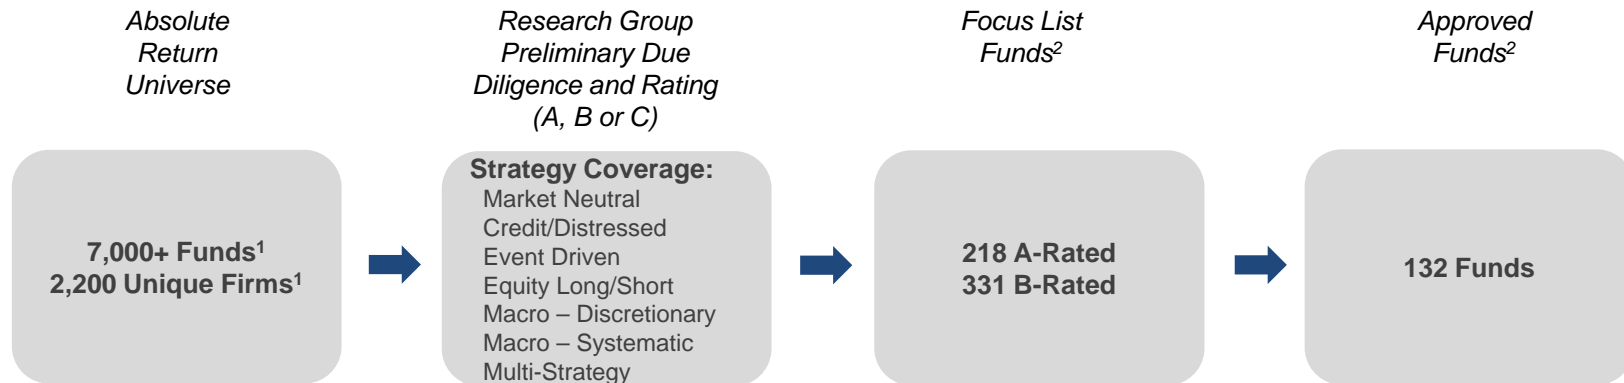 Absolute
Return
Universe
Research Group
Preliminary Due
Diligence and Rating
(A, B or C)
Focus List
Funds²
Approved
Funds²
7,000+ Funds¹
2,200 Unique Firms¹
Strategy Coverage:
Market Neutral
Credit/Distressed
Event Driven
Equity Long/Short
Macro – Discretionary
Macro – Systematic
Multi-Strategy
218 A-Rated
331 B-Rated
132 Funds